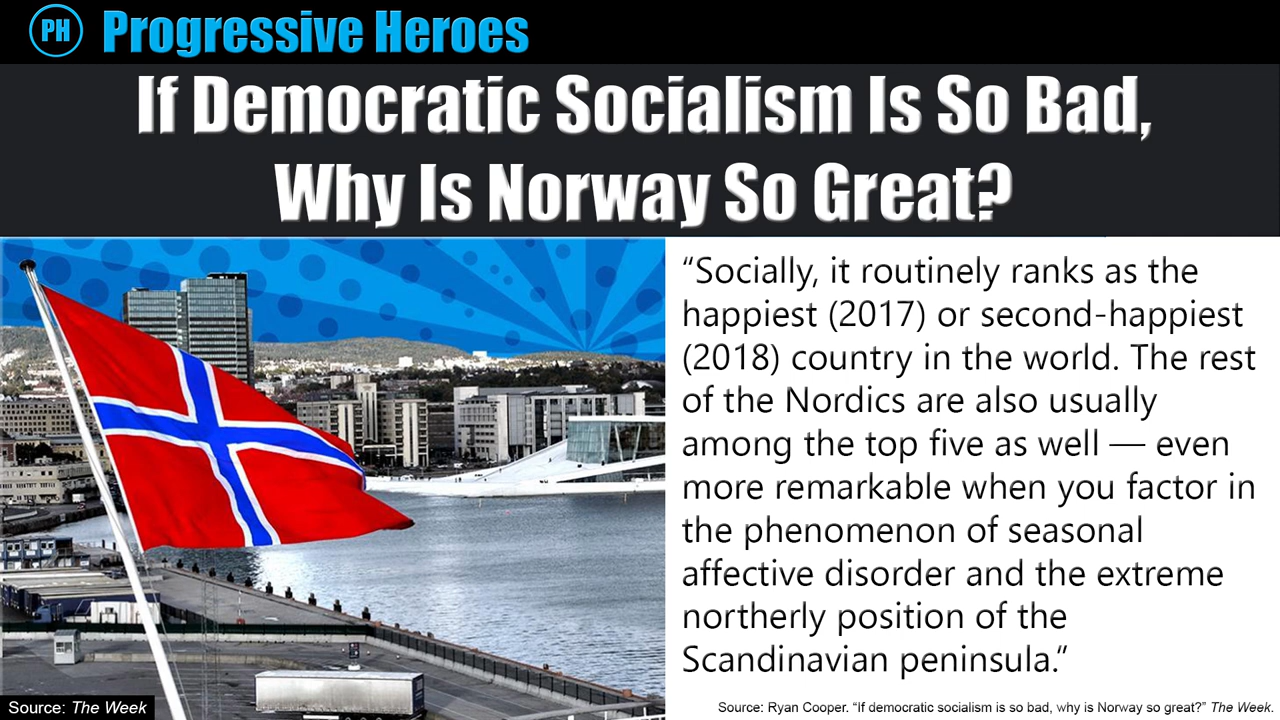 PH Progressive Heroes
If Democratic Socialism Is So Bad,
Why Is Norway So Great?
“Socially, it routinely ranks as the
happiest (2017) or second-happiest
(2018) country in the world. The rest
of the Nordics are also usually
among the top five as well — even
more remarkable when you factor in
the phenomenon of seasonal
affective disorder and the extreme
northerly position of the
Scandinavian peninsula.”
Source: The Week
Source: Ryan Cooper. “If democratic socialism is so bad, why is Norway so great?” The Week.